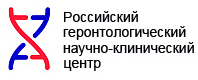 Российский
геронтологический
научно-клинический
центр